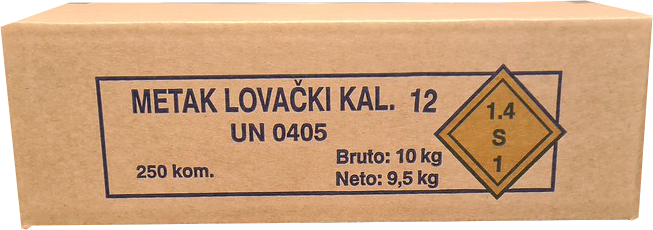 METAK LOVAČKI KAL. 12
UN 0405
250 kom.
Bruto: 10 kg
Neto: 9,5 kg
1.4
S
1